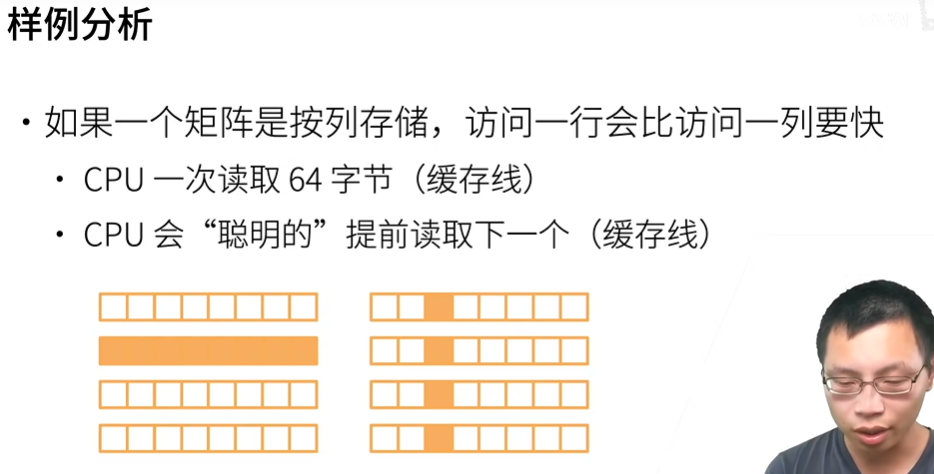 样例分析
• 如果一个矩阵是按列存储，访问一行会比访问一列要快
• CPU 一次读取 64 字节（缓存线）
• CPU 会“聪明的”提前读取下一个（缓存线）